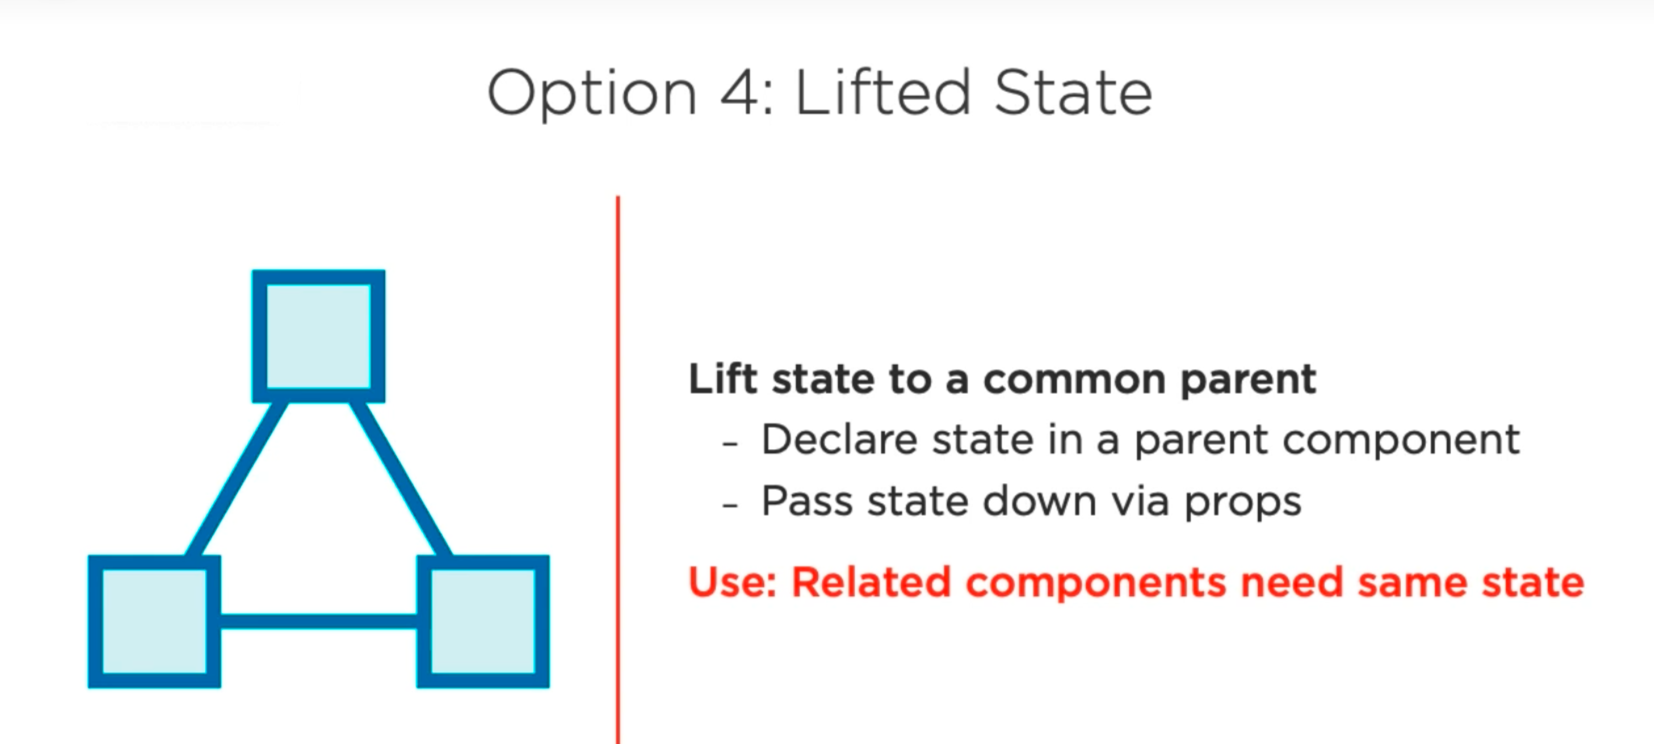 Option 4: Lifted State
Lift state to a common parent
- Declare state in a parent component
- Pass state down via props
Use: Related components need same state